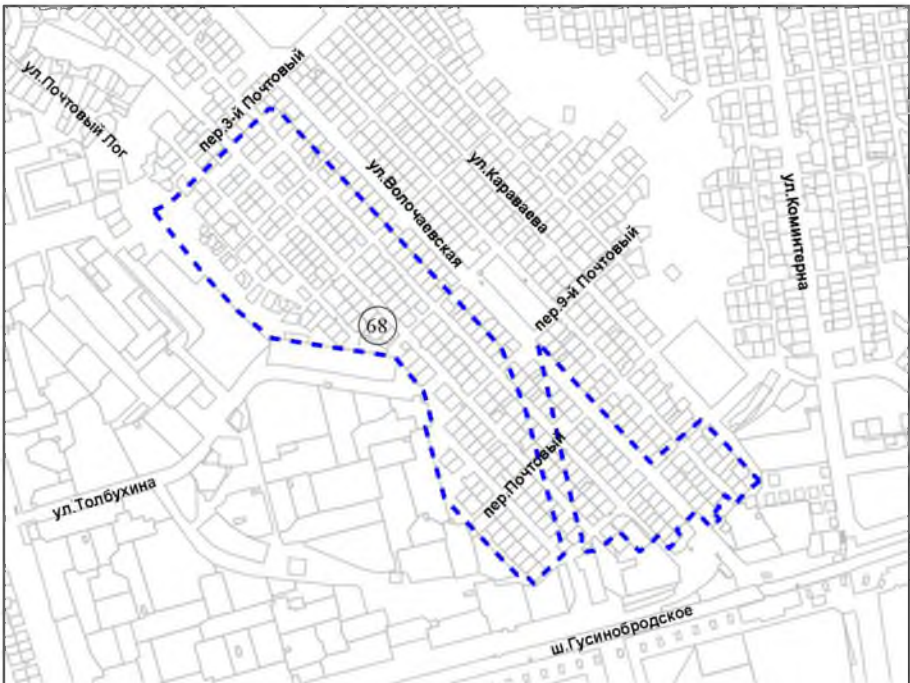 ул.Почтовый Лог
пер.3-й Почтовый
ул.Волочаевская
ул.Караваева
ул.Коминтерна
пер.9-й Почтовый
68
пер.Почтовый
ул.Толбухина
ш.Гусинобродское